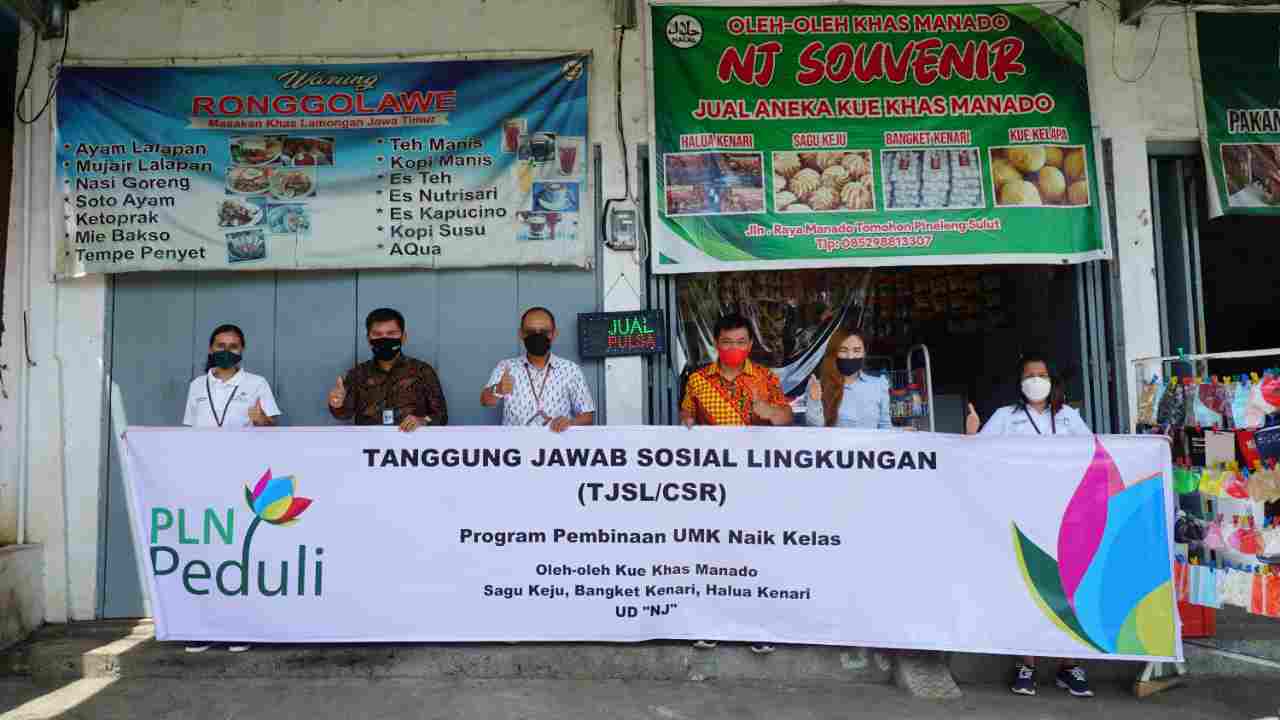 Warung
RONGGOLAWE
Masakan Khas Lamongan Jawa Timur
* Ayam Lalapan
* Mujair Lalapan
* Nasi Goreng
* Soto Ayam
* Ketoprak
* Mie Bakso
* Tempe Penyet
* Teh Manis
* Kopi Manis
* Es Teh
* Es Nutrisari
* Es Kapucino
* Kopi Susu
* AQua
OLEH-OLEH KHAS MANADO
NJ SOUVENIR
JUAL ANEKA KUE KHAS MANADO
HALUA KENARI
SAGU KEJU
BANGKET KENARI
KUE KELAPA
Jln . Raya Manado Tomohon Pineleng Sulut
Tlp: 085298813307
PAKAN
JUAL
PULSA
TANGGUNG JAWAB SOSIAL LINGKUNGAN
(TJSL/CSR)
PLN
Peduli
Program Pembinaan UMK Naik Kelas
Oleh-oleh Kue Khas Manado
Sagu Keju, Bangket Kenari, Halua Kenari
UD "NJ"